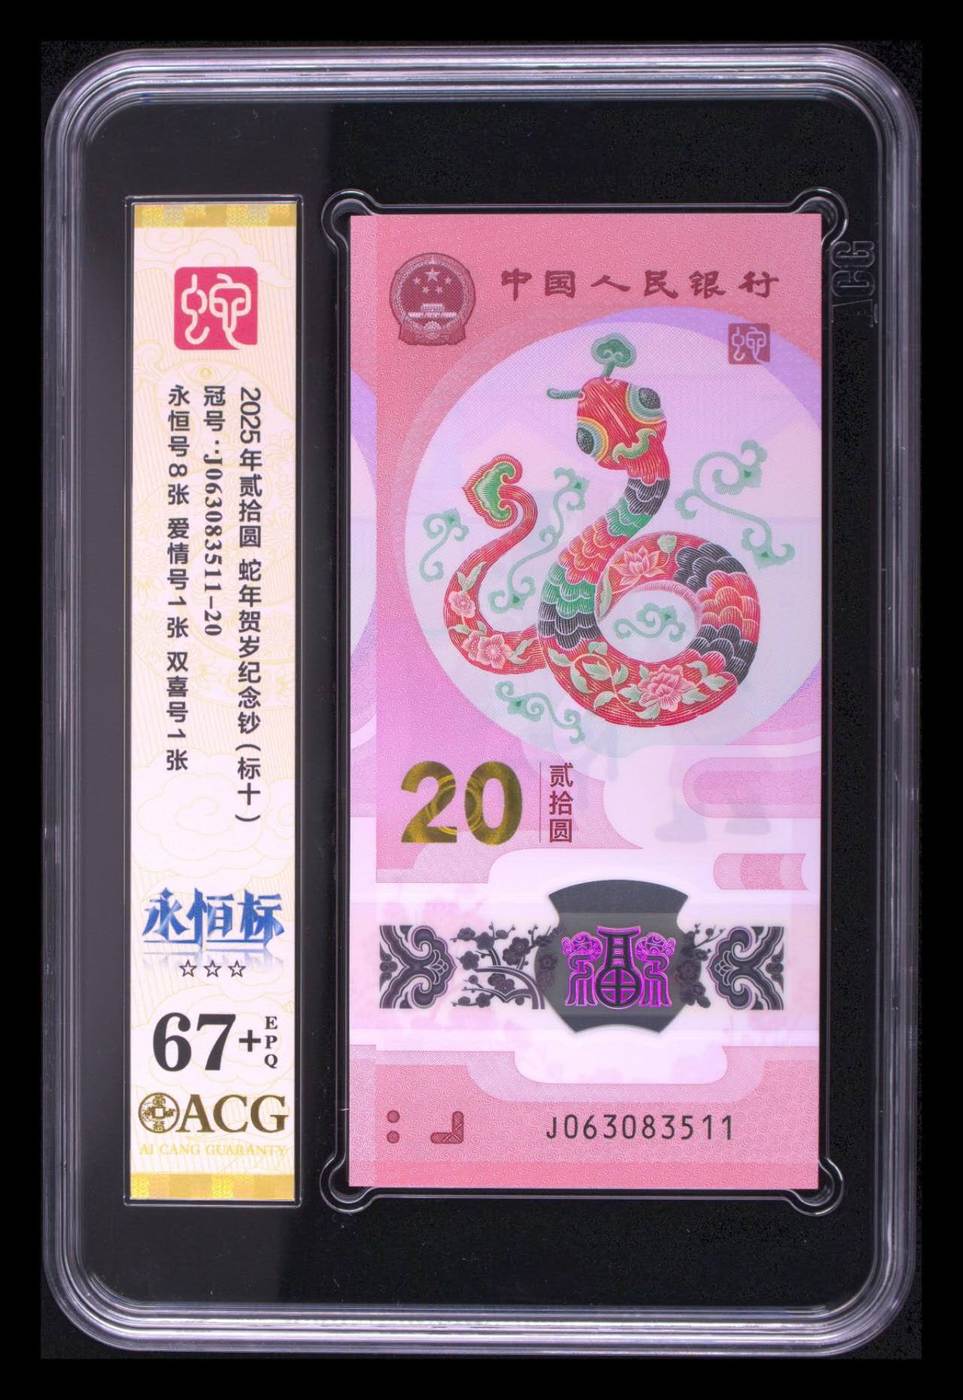 蛇
2025年贰拾圆 蛇年贺岁纪念钞（标十）
冠号：J063083511-20
永恒号8张 爱情号1张 双喜号1张
永恒标
☆☆☆
67+
EPQ
ACG
AI CANG GUARANTY
中国人民银行
蛇
20
贰拾圆
J063083511
ACG